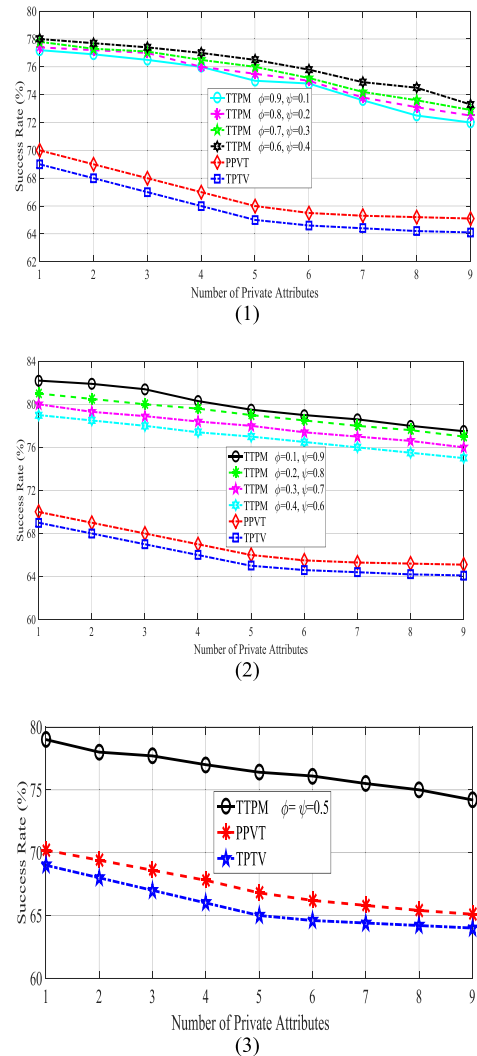 80
78
76
74
72
70
68
66
64
62
Success Rate (%)
TTPM ϕ=0.9, ψ=0.1
TTPM ϕ=0.8, ψ=0.2
TTPM ϕ=0.7, ψ=0.3
TTPM ϕ=0.6, ψ=0.4
PPVT
TPTV
1 2 3 4 5 6 7 8 9
Number of Private Attributes
(1)
84
80
76
72
68
64
60
Success Rate (%)
TTPM ϕ=0.1, ψ=0.9
TTPM ϕ=0.2, ψ=0.8
TTPM ϕ=0.3, ψ=0.7
TTPM ϕ=0.4, ψ=0.6
PPVT
TPTV
1 2 3 4 5 6 7 8 9
Number of Private Attributes
(2)
80
75
70
65
60
Success Rate (%)
TTPM ϕ= ψ=0.5
PPVT
TPTV
1 2 3 4 5 6 7 8 9
Number of Private Attributes
(3)